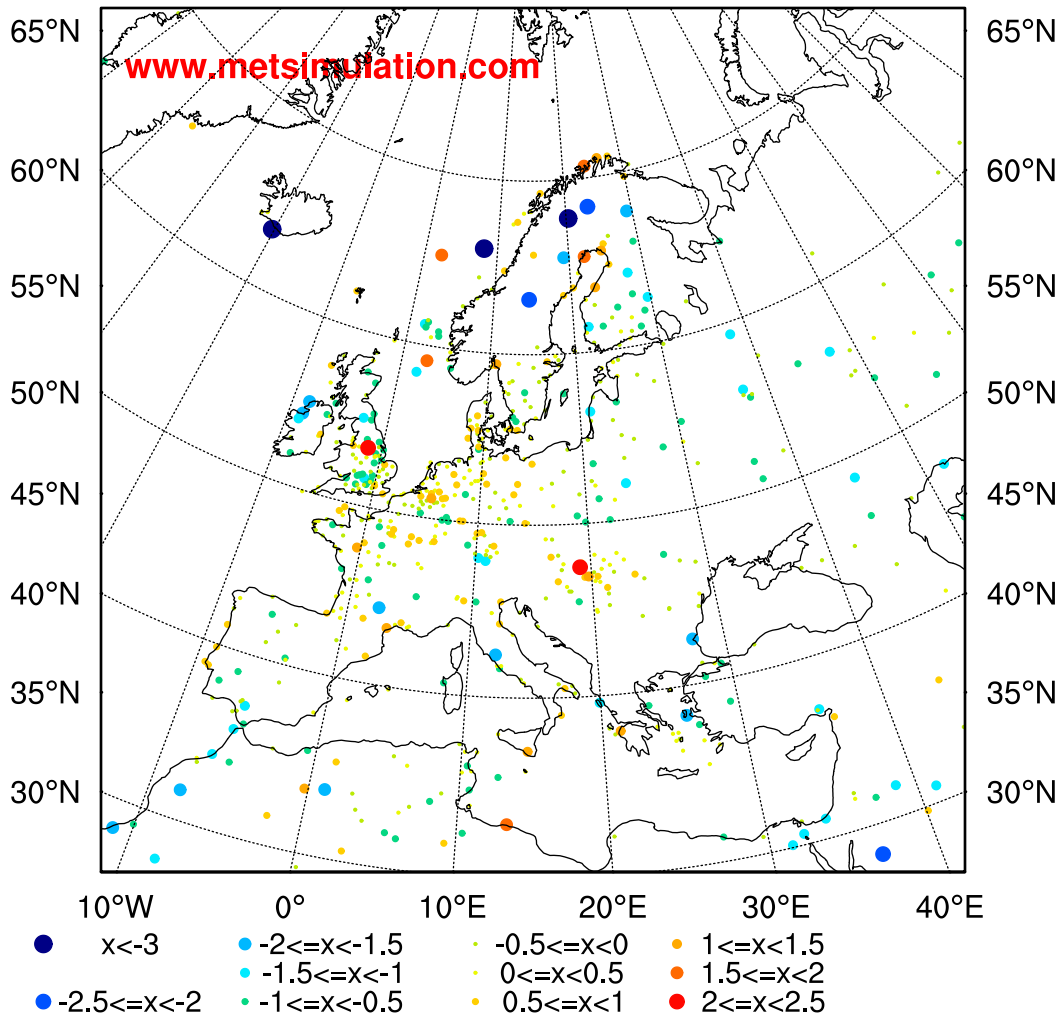 65°N 65°N
www.metsimulation.com
60°N 60°N
55°N 55°N
50°N 50°N
45°N 45°N
40°N 40°N
35°N 35°N
30°N 30°N
10°W 0° 10°E 20°E 30°E 40°E
x<-3 -2<=x<-1.5 -0.5<=x<0 1<=x<1.5
-1.5<=x<-1 0<=x<0.5 1.5<=x<2
-2.5<=x<-2 -1<=x<-0.5 0.5<=x<1 2<=x<2.5